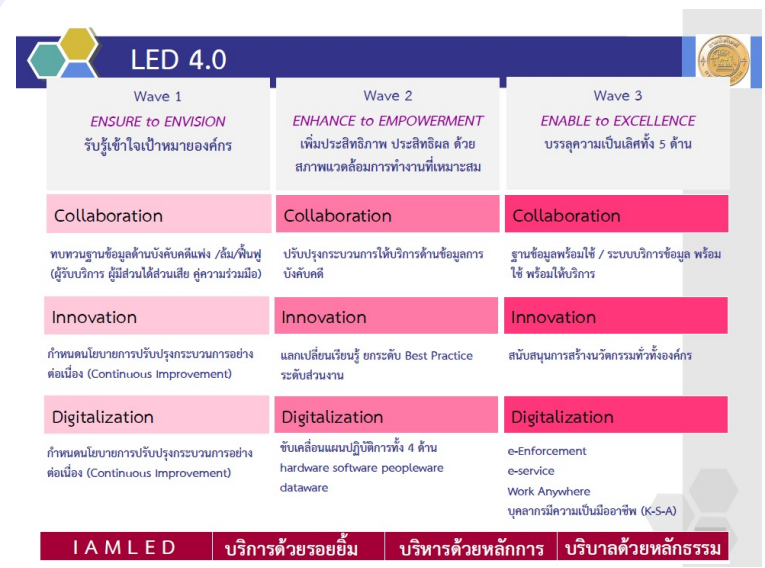 LED 4.0
Wave 1
ENSURE to ENVISION
รับรู้เข้าใจเป้าหมายองค์กร
Wave 2
ENHANCE to EMPOWERMENT
เพิ่มประสิทธิภาพ ประสิทธิผล ด้วย
สภาพแวดล้อมการทำงานที่เหมาะสม
Wave 3
ENABLE to EXCELLENCE
บรรลุความเป็นเลิศทั้ง 5 ด้าน
Collaboration
ทบทวนฐานข้อมูลด้านบังคับคดีแพ่ง /ล้ม/ฟื้นฟู
(ผู้รับบริการ ผู้มีส่วนได้ส่วนเสีย คู่ความร่วมมือ)
Collaboration
ปรับปรุงกระบวนการให้บริการด้านข้อมูลการ
บังคับคดี
Collaboration
ฐานข้อมูลพร้อมใช้ / ระบบบริการข้อมูล พร้อม
ใช้ พร้อมให้บริการ
Innovation
กำหนดนโยบายการปรับปรุงกระบวนการอย่าง
ต่อเนื่อง (Continuous Improvement)
Innovation
แลกเปลี่ยนเรียนรู้ ยกระดับ Best Practice
ระดับส่วนงาน
Innovation
สนับสนุนการสร้างนวัตกรรมทั่วทั้งองค์กร
Digitalization
กำหนดนโยบายการปรับปรุงกระบวนการอย่าง
ต่อเนื่อง (Continuous Improvement)
Digitalization
ขับเคลื่อนแผนปฏิบัติการทั้ง 4 ด้าน
hardware software peopleware
dataware
Digitalization
e-Enforcement
e-service
Work Anywhere
บุคลากรมีความเป็นมืออาชีพ (K-S-A)
I A M L E D
บริการด้วยรอยยิ้ม
บริหารด้วยหลักการ
บริบาลด้วยหลักธรรม